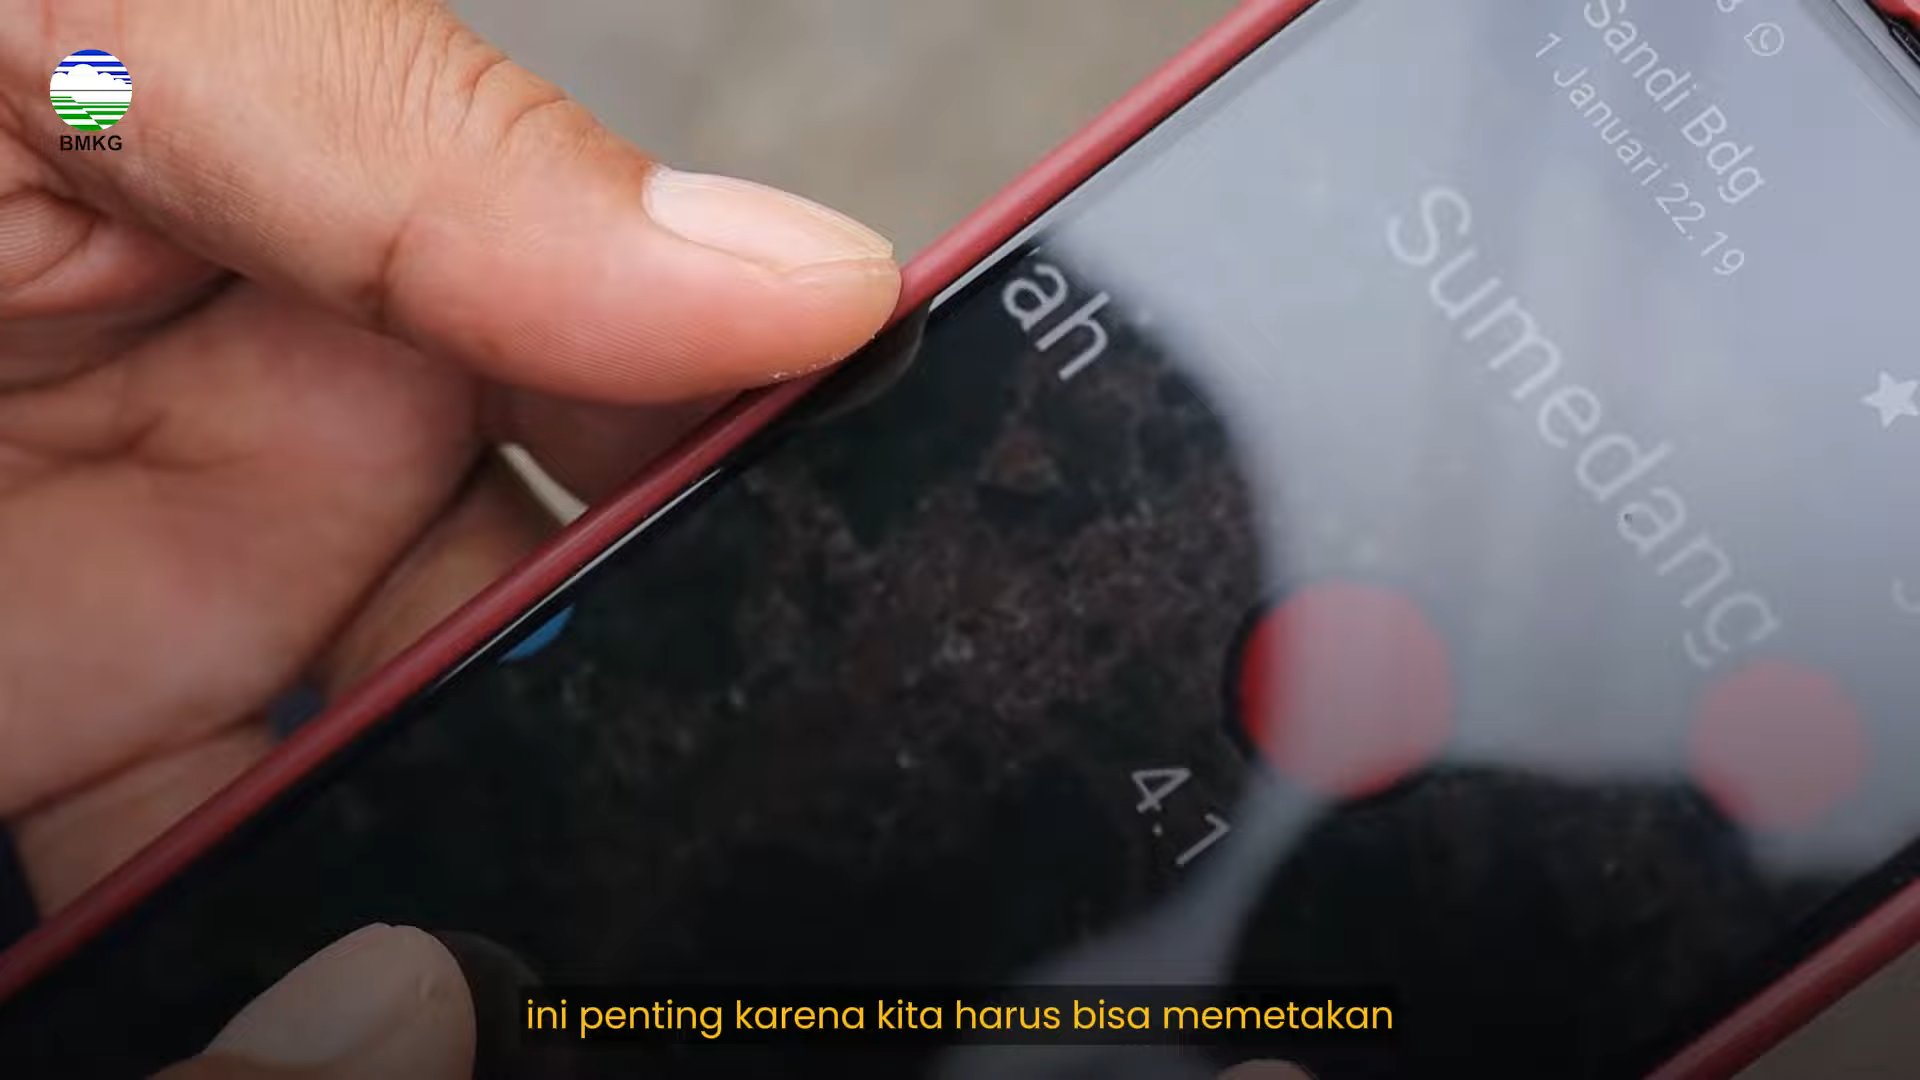 BMKG
Sandi Bdg
1 Januari 22.19
Sumedang
ah
4.1
ini penting karena kita harus bisa memetakan